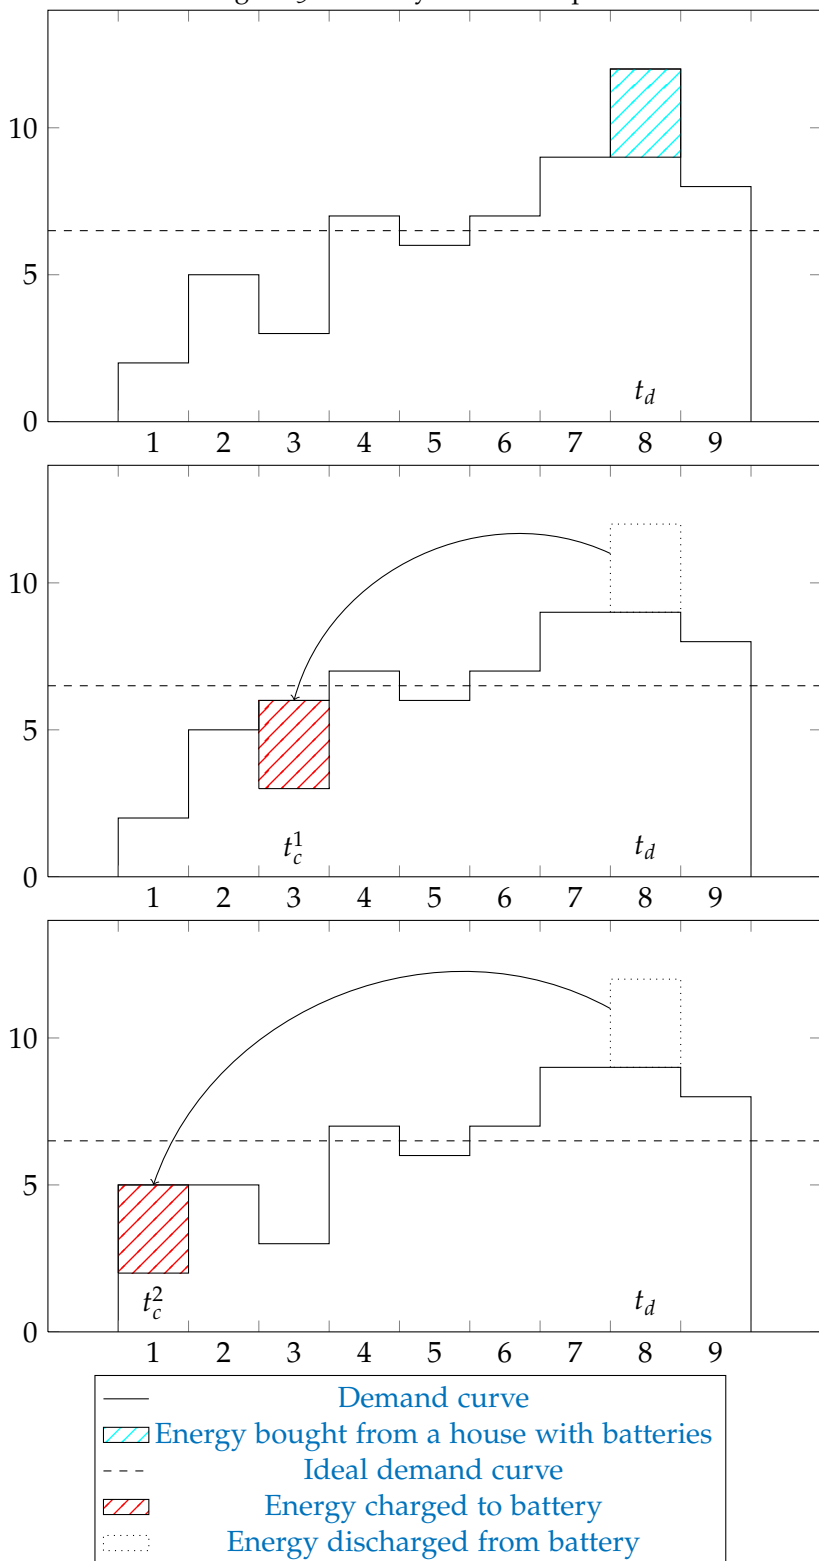 10
5
0
t_d
1 2 3 4 5 6 7 8 9
10
5
0
t_c^1 t_d
1 2 3 4 5 6 7 8 9
10
5
0
t_c^2 t_d
1 2 3 4 5 6 7 8 9
Demand curve
Energy bought from a house with batteries
Ideal demand curve
Energy charged to battery
Energy discharged from battery